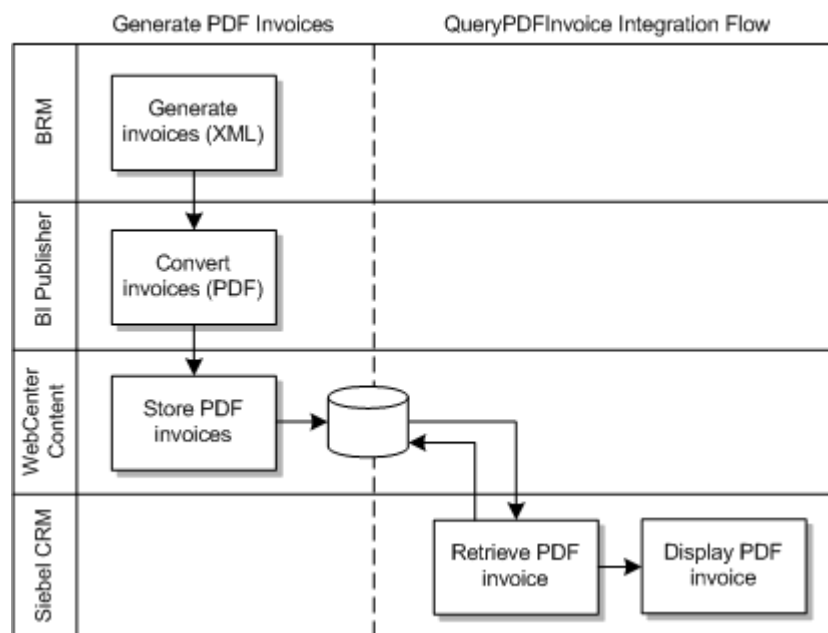 Generate PDF Invoices
QueryPDFInvoice Integration Flow
BRM
Generate
invoices (XML)
BI Publisher
Convert
invoices (PDF)
WebCenter
Content
Store PDF
invoices
Siebel CRM
Retrieve PDF
invoice
Display PDF
invoice